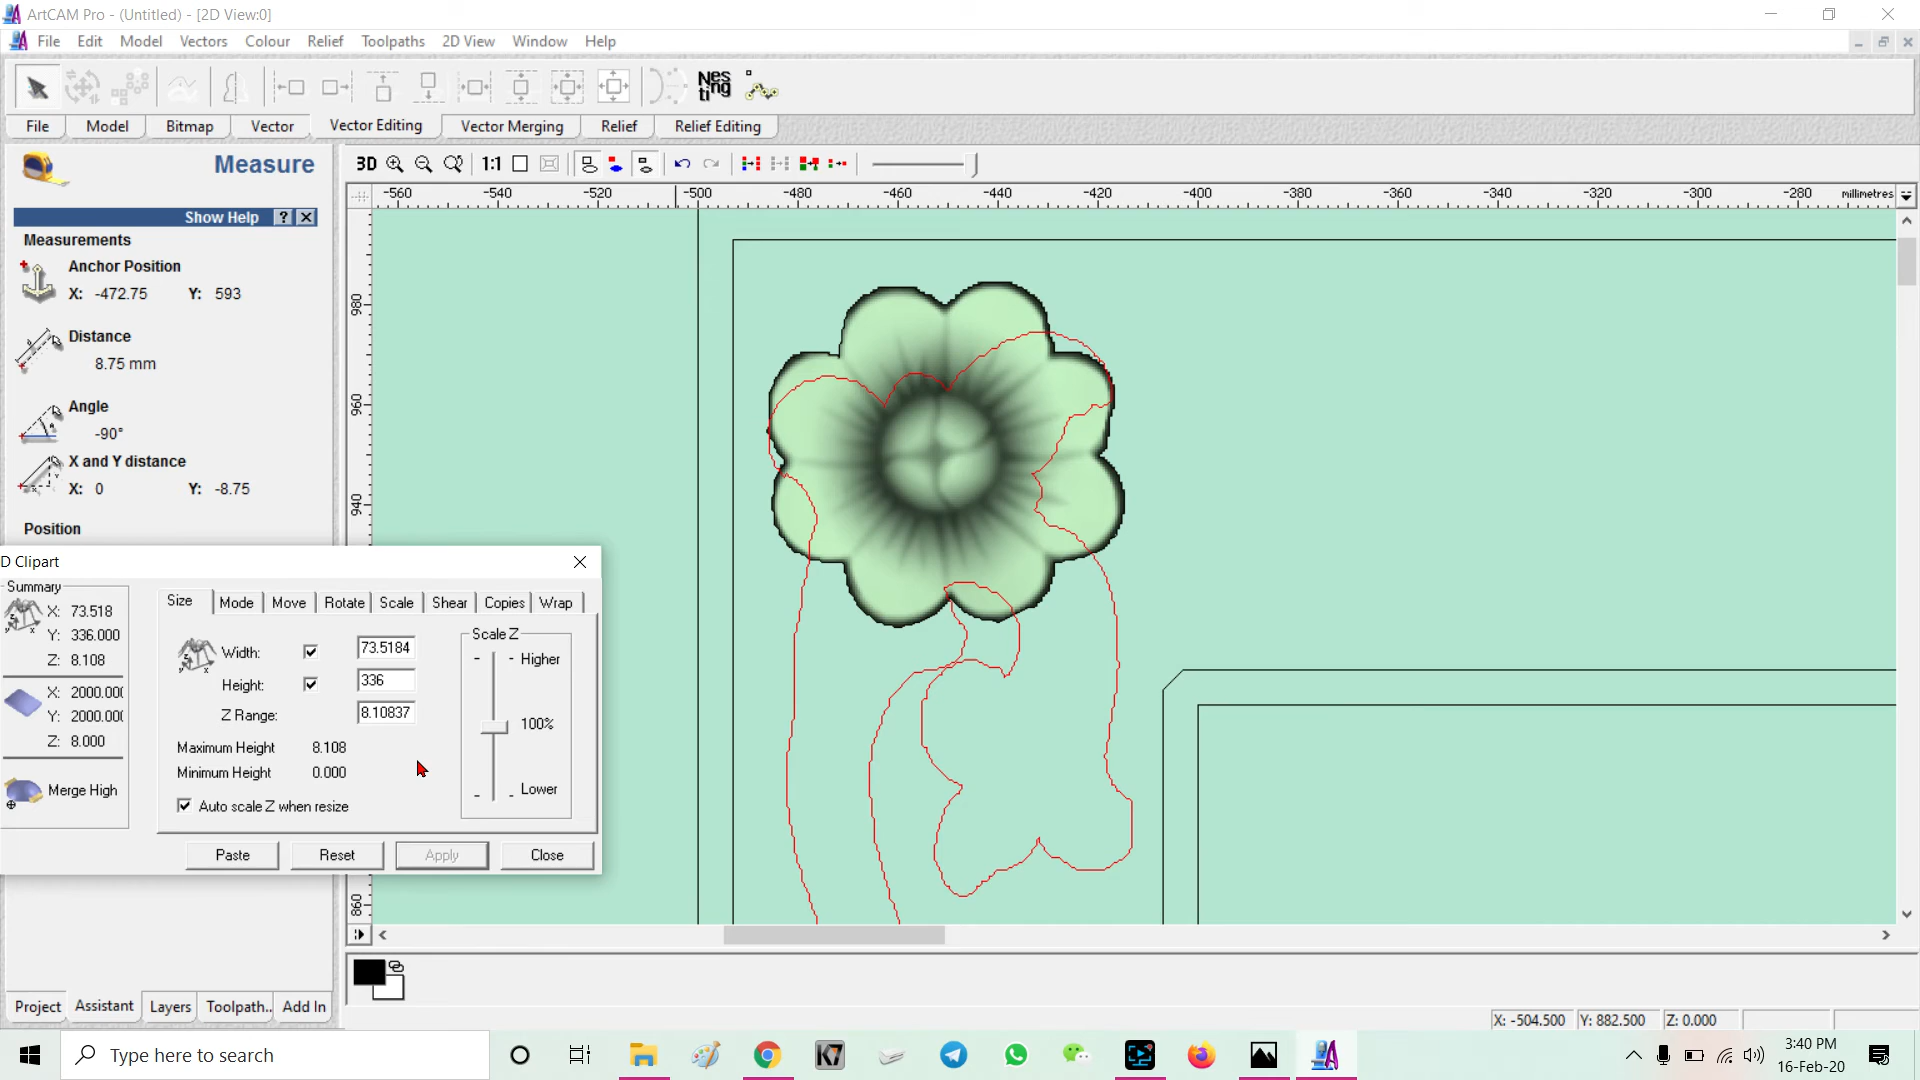 ArtCAM Pro - (Untitled) - [2D View:0]
File Edit Model Vectors Colour Relief Toolpaths 2D View Window Help
Nes
ting
File Model Bitmap Vector Vector Editing Vector Merging Relief Relief Editing
Measure
3D 1:1
-560 -540 -520 -500 -480 -460 -440 -420 -400 -380 -360 -340 -320 -300 -280 millimetres
Show Help ?
Measurements
Anchor Position
X: -472.75 Y: 593
Distance
8.75 mm
Angle
-90°
X and Y distance
X: 0 Y: -8.75
Position
980
960
940
860
D Clipart
Summary
X: 73.518
Y: 336.000
Z: 8.108
X: 2000.000
Y: 2000.000
Z: 8.000
Merge High
Size Mode Move Rotate Scale Shear Copies Wrap
Width: 73.5184
Height: 336
Z Range: 8.10837
Maximum Height 8.108
Minimum Height 0.000
Auto scale Z when resize
Scale Z
Higher
100%
Lower
Paste Reset Apply Close
Project Assistant Layers Toolpath.. Add In
X: -504.500 Y: 882.500 Z: 0.000
Type here to search
K7
3:40 PM
16-Feb-20